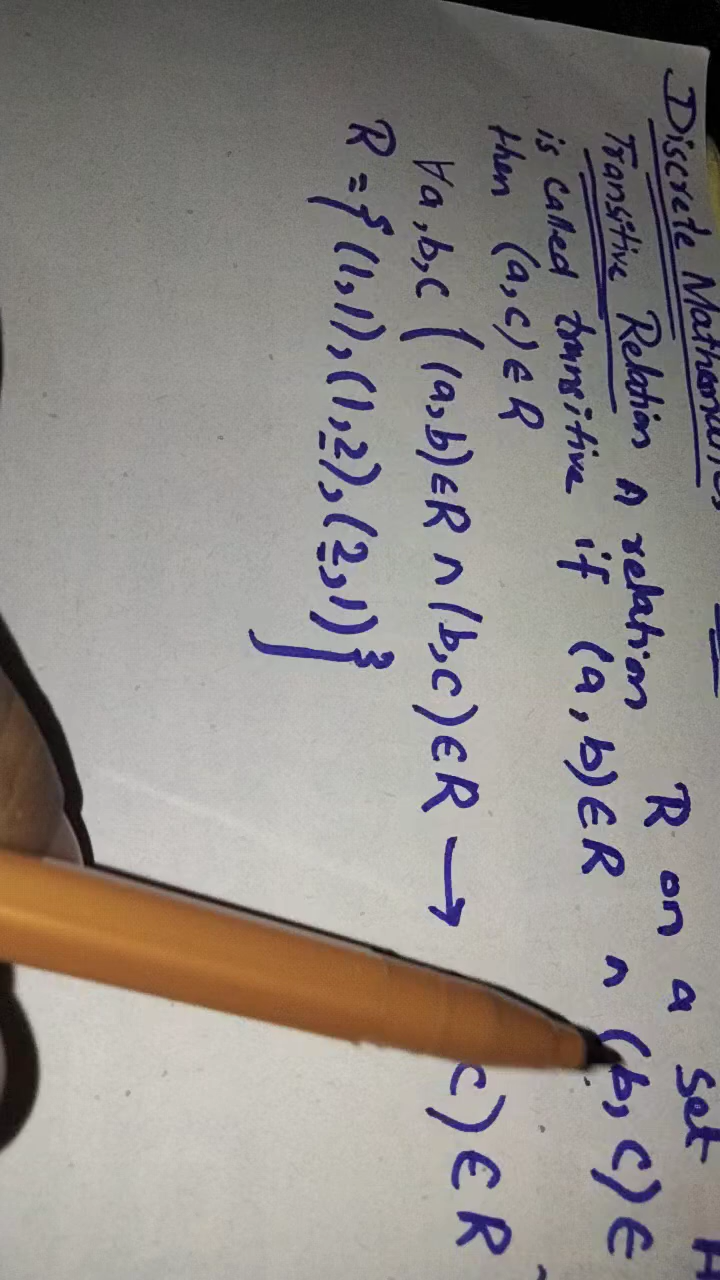 Discrete Mathematics
Transitive Relation A relation R on a set
is called transitive if (a, b) ∈ R ∩ (b, c) ∈
then (a, c) ∈ R
∀a, b, c ( (a, b) ∈ R ∩ (b, c) ∈ R → c) ∈ R
R = { (1, 1), (1, 2), (2, 1) }